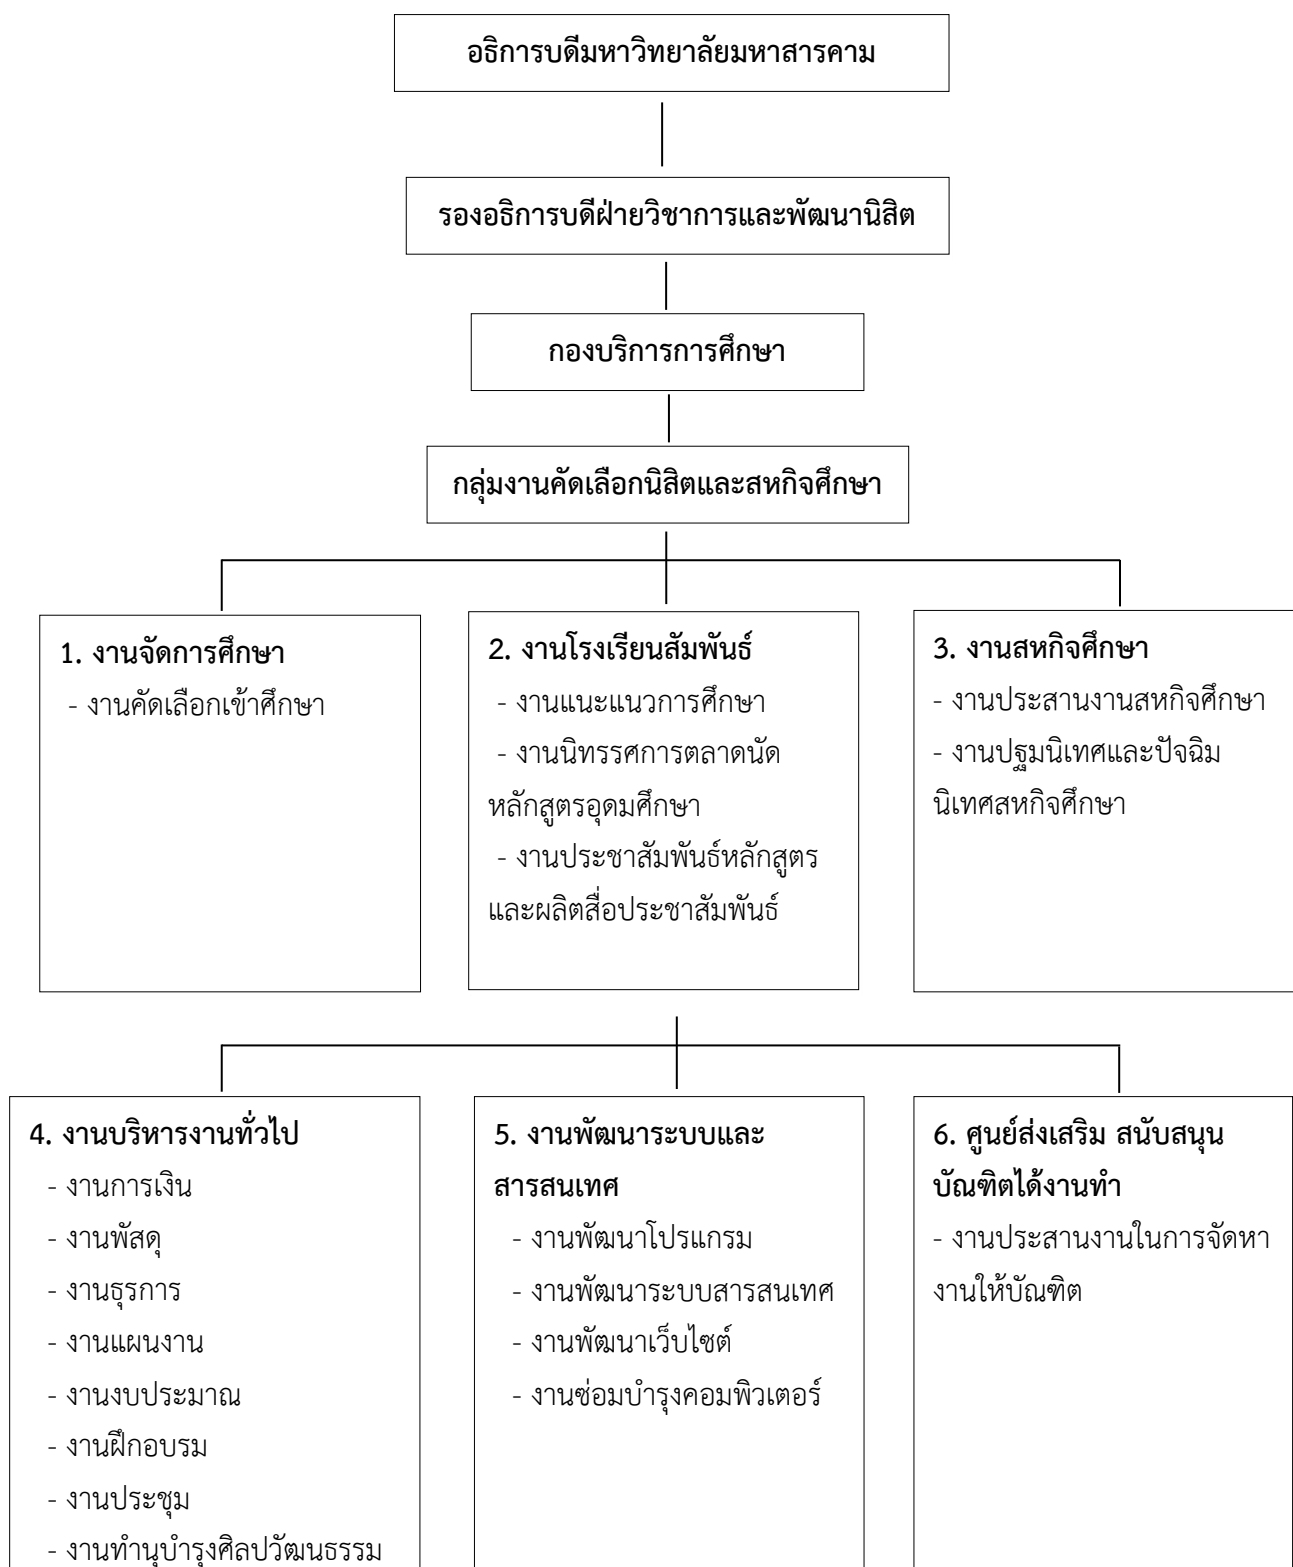 อธิการบดีมหาวิทยาลัยมหาสารคาม
รองอธิการบดีฝ่ายวิชาการและพัฒนานิสิต
กองบริการการศึกษา
กลุ่มงานคัดเลือกนิสิตและสหกิจศึกษา
1. งานจัดการศึกษา
- งานคัดเลือกเข้าศึกษา
2. งานโรงเรียนสัมพันธ์
- งานแนะแนวการศึกษา
- งานนิทรรศการตลาดนัด
หลักสูตรอุดมศึกษา
- งานประชาสัมพันธ์หลักสูตร
และผลิตสื่อประชาสัมพันธ์
3. งานสหกิจศึกษา
- งานประสานงานสหกิจศึกษา
- งานปฐมนิเทศและปัจฉิม
นิเทศสหกิจศึกษา
4. งานบริหารงานทั่วไป
- งานการเงิน
- งานพัสดุ
- งานธุรการ
- งานแผนงาน
- งานงบประมาณ
- งานฝึกอบรม
- งานประชุม
- งานทำนุบำรุงศิลปวัฒนธรรม
5. งานพัฒนาระบบและ
สารสนเทศ
- งานพัฒนาโปรแกรม
- งานพัฒนาระบบสารสนเทศ
- งานพัฒนาเว็บไซต์
- งานซ่อมบำรุงคอมพิวเตอร์
6. ศูนย์ส่งเสริม สนับสนุน
บัณฑิตได้งานทำ
- งานประสานงานในการจัดหา
งานให้บัณฑิต